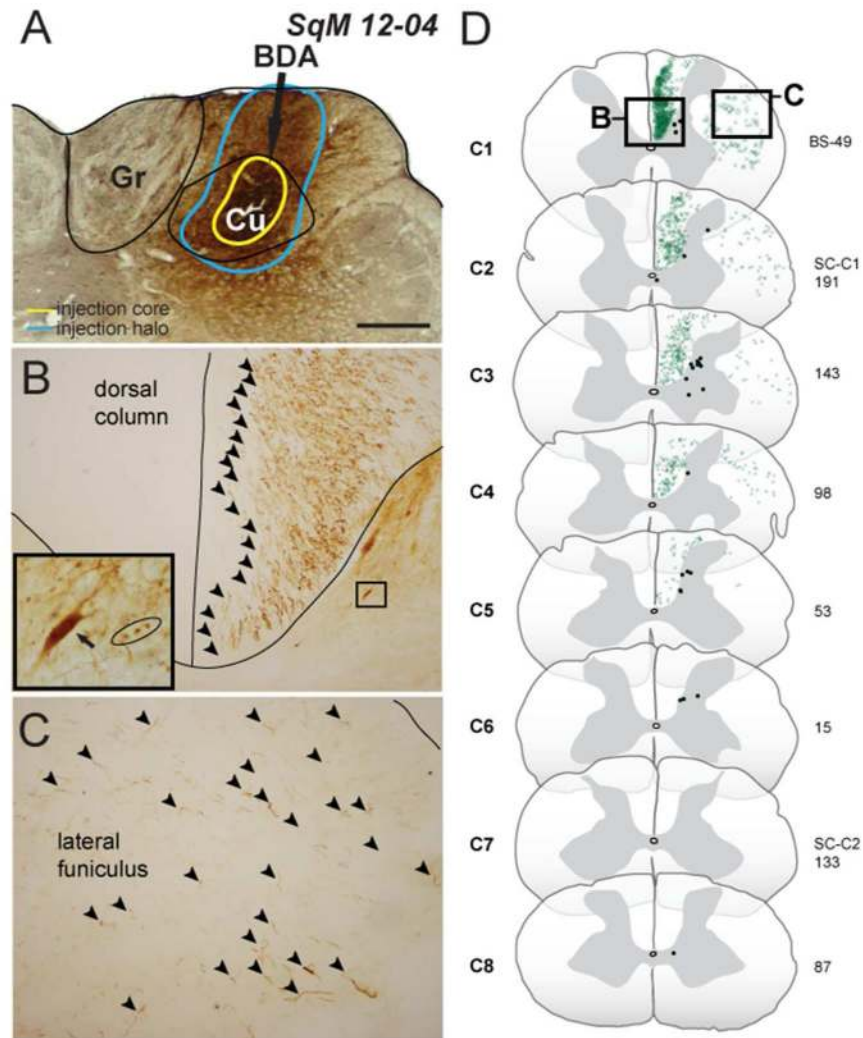 A
SqM 12-04
BDA
Gr
Cu
injection core
injection halo
B
dorsal
column
C
lateral
funiculus
D
B
C
C1
BS-49
C2
SC-C1
191
C3
143
C4
98
C5
53
C6
15
C7
SC-C2
133
C8
87